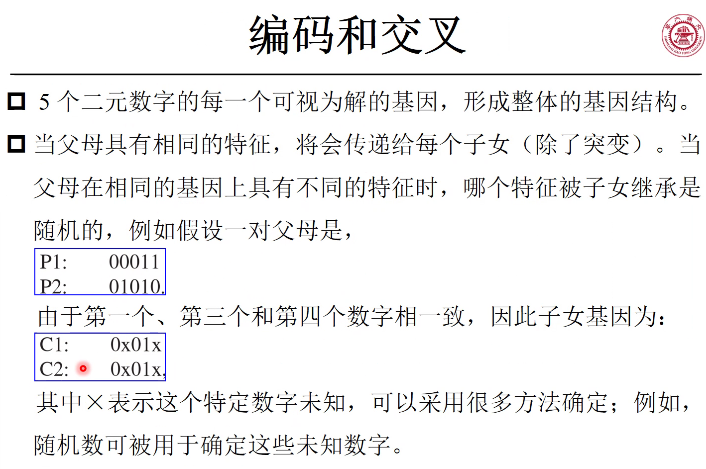 编码和交叉
5 个二元数字的每一个可视为解的基因，形成整体的基因结构。
当父母具有相同的特征，将会传递给每个子女（除了突变）。当
父母在相同的基因上具有不同的特征时，哪个特征被子女继承是
随机的，例如假设一对父母是，
P1: 00011
P2: 01010.
由于第一个、第三个和第四个数字相一致，因此子女基因为：
C1: 0x01x
C2: 0x01x,
其中×表示这个特定数字未知，可以采用很多方法确定；例如，
随机数可被用于确定这些未知数字。